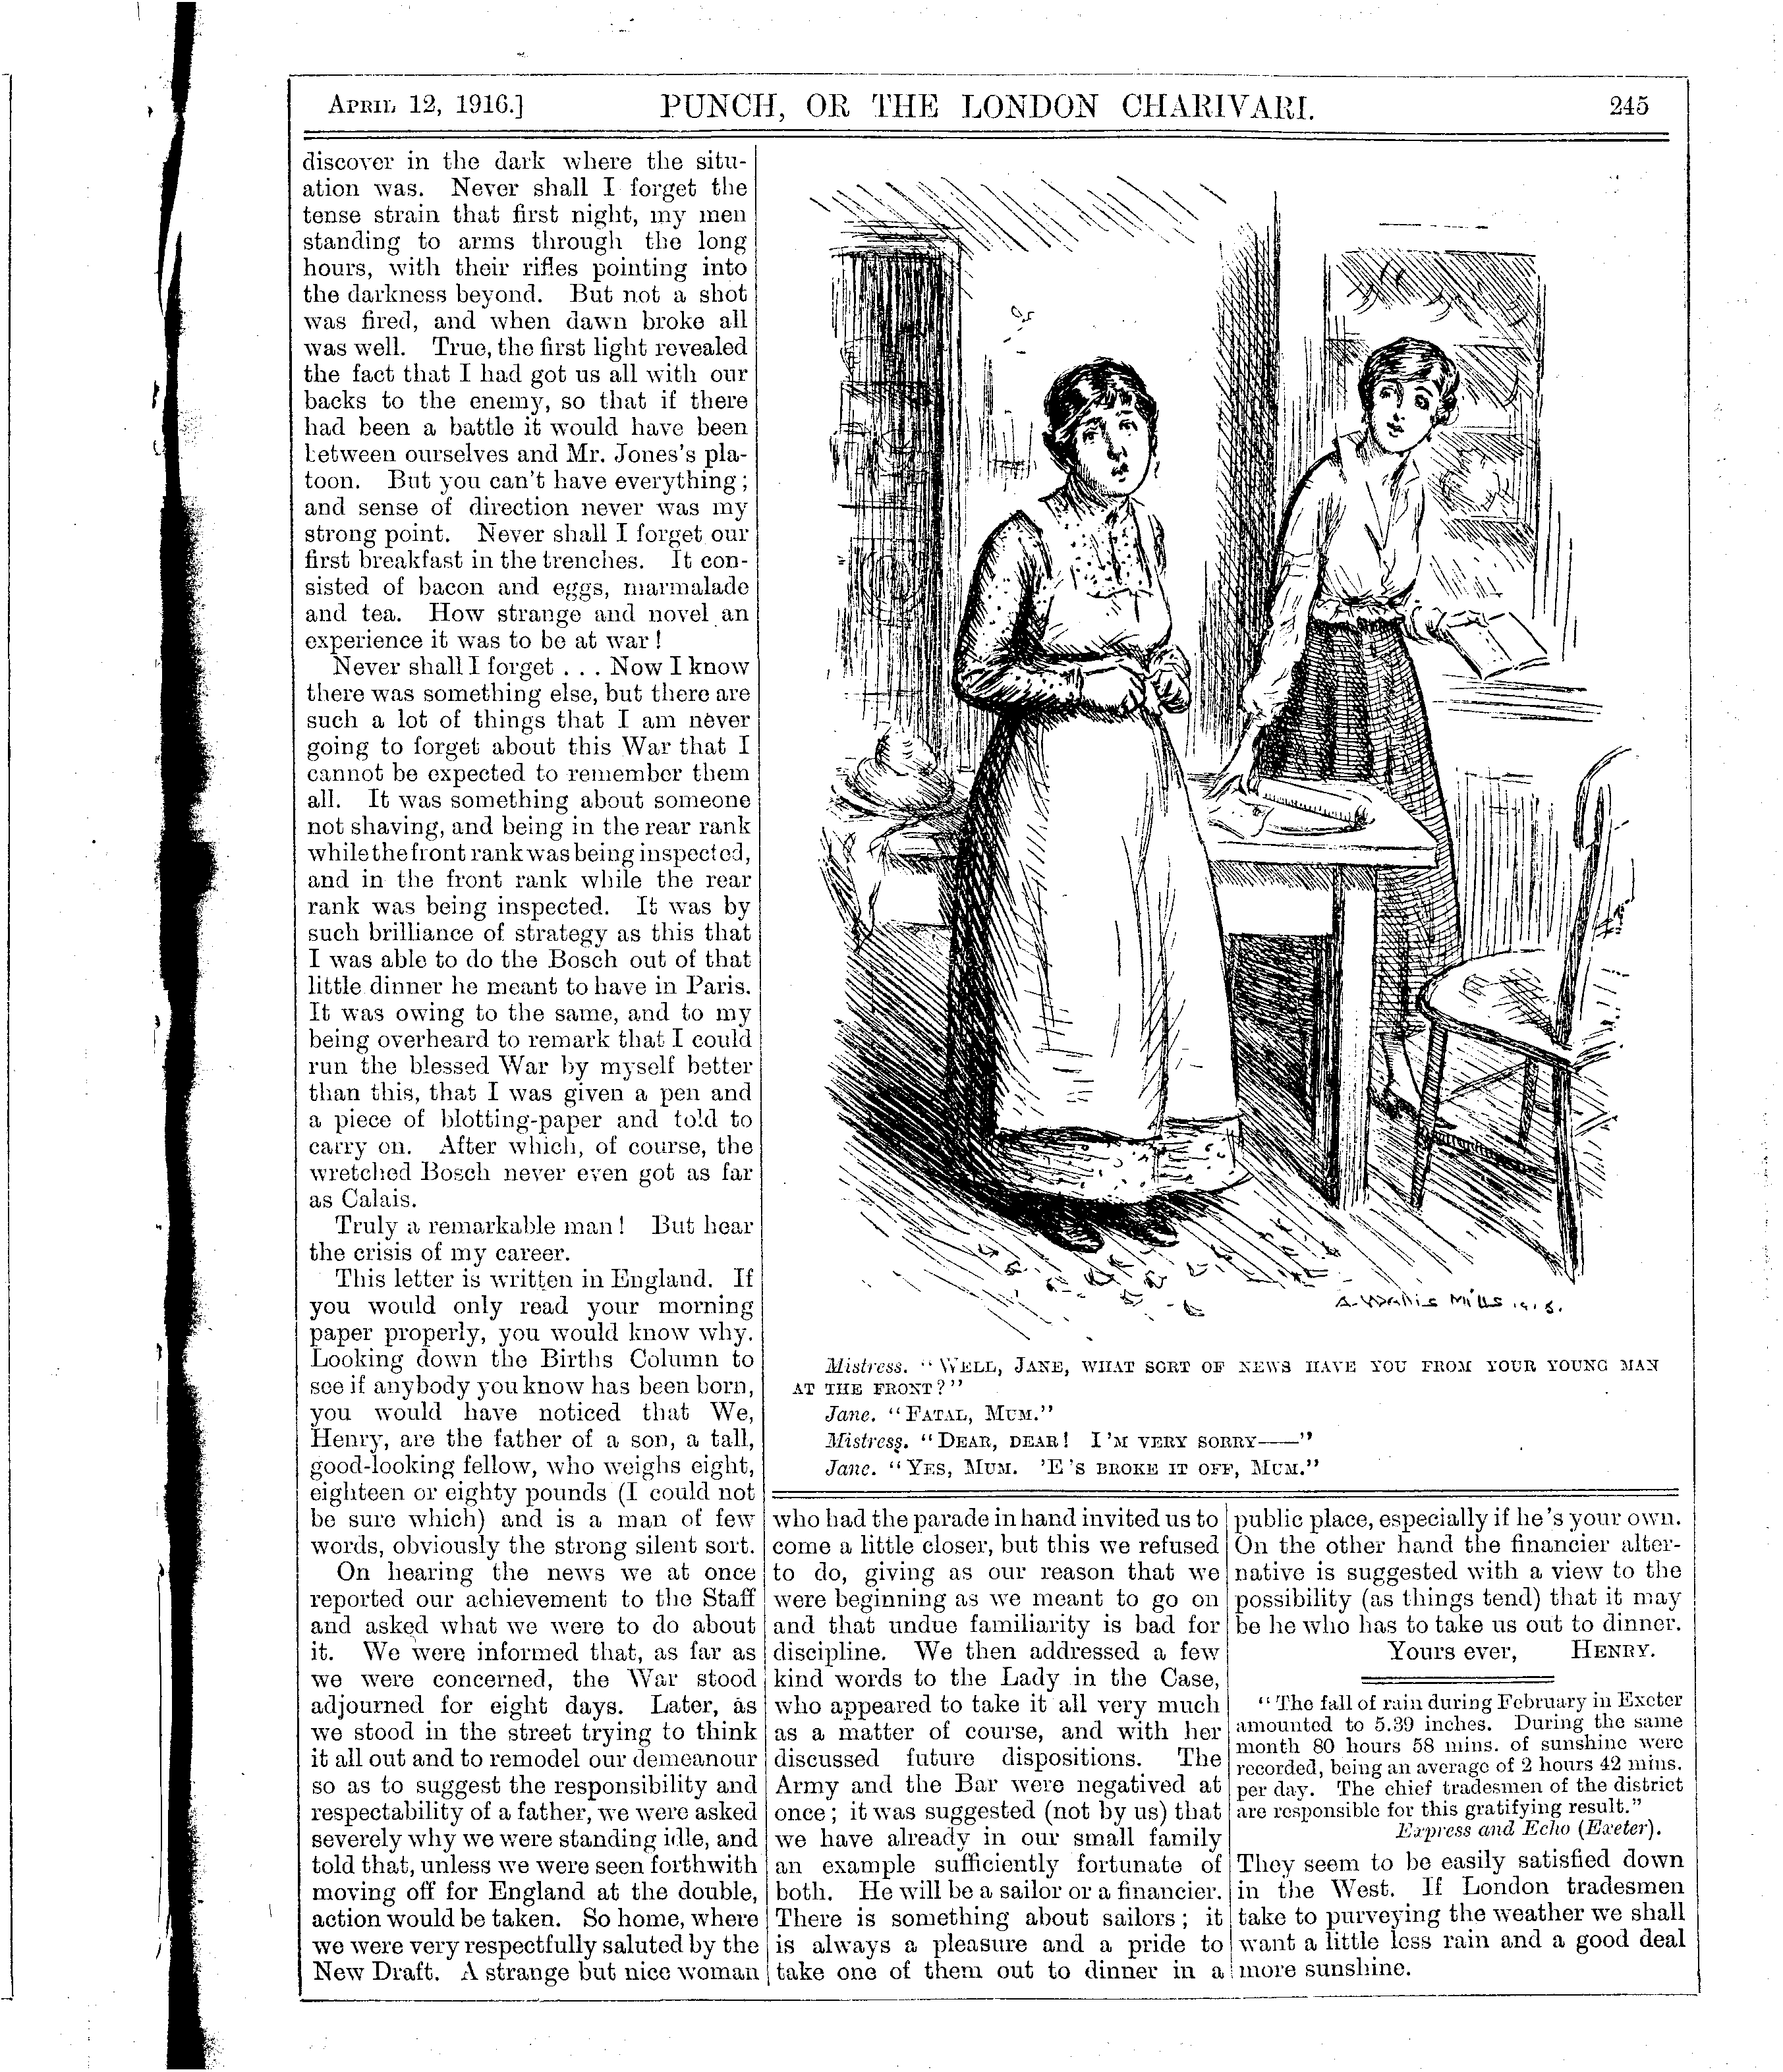 APRIL 12, 1916.] PUNCH, OR THE LONDON CHARIVARI. 245
discover in the dark where the situ-
ation was. Never shall I forget the
tense strain that first night, my men
standing to arms through the long
hours, with their rifles pointing into
the darkness beyond. But not a shot
was fired, and when dawn broke all
was well. True, the first light revealed
the fact that I had got us all with our
backs to the enemy, so that if there
had been a battle it would have been
between ourselves and Mr. Jones's pla-
toon. But you can't have everything;
and sense of direction never was my
strong point. Never shall I forget our
first breakfast in the trenches. It con-
sisted of bacon and eggs, marmalade
and tea. How strange and novel an
experience it was to be at war!
Never shall I forget . . . Now I know
there was something else, but there are
such a lot of things that I am never
going to forget about this War that I
cannot be expected to remember them
all. It was something about someone
not shaving, and being in the rear rank
while the front rank was being inspected,
and in the front rank while the rear
rank was being inspected. It was by
such brilliance of strategy as this that
I was able to do the Bosch out of that
little dinner he meant to have in Paris.
It was owing to the same, and to my
being overheard to remark that I could
run the blessed War by myself better
than this, that I was given a pen and
a piece of blotting-paper and told to
carry on. After which, of course, the
wretched Bosch never even got as far
as Calais.
Truly a remarkable man! But hear
the crisis of my career.
This letter is written in England. If
you would only read your morning
paper properly, you would know why.
Looking down the Births Column to
see if anybody you know has been born,
you would have noticed that We,
Henry, are the father of a son, a tall,
good-looking fellow, who weighs eight,
eighteen or eighty pounds (I could not
be sure which) and is a man of few
words, obviously the strong silent sort.
On hearing the news we at once
reported our achievement to the Staff
and asked what we were to do about
it. We were informed that, as far as
we were concerned, the War stood
adjourned for eight days. Later, as
we stood in the street trying to think
it all out and to remodel our demeanour
so as to suggest the responsibility and
respectability of a father, we were asked
severely why we were standing idle, and
told that, unless we were seen forthwith
moving off for England at the double,
action would be taken. So home, where
we were very respectfully saluted by the
New Draft. A strange but nice woman
A. Wallis Mills 1916.
Mistress. "WELL, JANE, WHAT SORT OF NEWS HAVE YOU FROM YOUR YOUNG MAN
AT THE FRONT?"
Jane. "FATAL, MUM."
Mistress. "DEAR, DEAR! I'M VERY SORRY——"
Jane. "YES, MUM. 'E'S BROKE IT OFF, MUM."
who had the parade in hand invited us to
come a little closer, but this we refused
to do, giving as our reason that we
were beginning as we meant to go on
and that undue familiarity is bad for
discipline. We then addressed a few
kind words to the Lady in the Case,
who appeared to take it all very much
as a matter of course, and with her
discussed future dispositions. The
Army and the Bar were negatived at
once; it was suggested (not by us) that
we have already in our small family
an example sufficiently fortunate of
both. He will be a sailor or a financier.
There is something about sailors; it
is always a pleasure and a pride to
take one of them out to dinner in a
public place, especially if he's your own.
On the other hand the financier alter-
native is suggested with a view to the
possibility (as things tend) that it may
be he who has to take us out to dinner.
Yours ever, HENRY.
"The fall of rain during February in Exeter
amounted to 5.39 inches. During the same
month 80 hours 58 mins. of sunshine were
recorded, being an average of 2 hours 42 mins.
per day. The chief tradesmen of the district
are responsible for this gratifying result."
Express and Echo (Exeter).
They seem to be easily satisfied down
in the West. If London tradesmen
take to purveying the weather we shall
want a little less rain and a good deal
more sunshine.